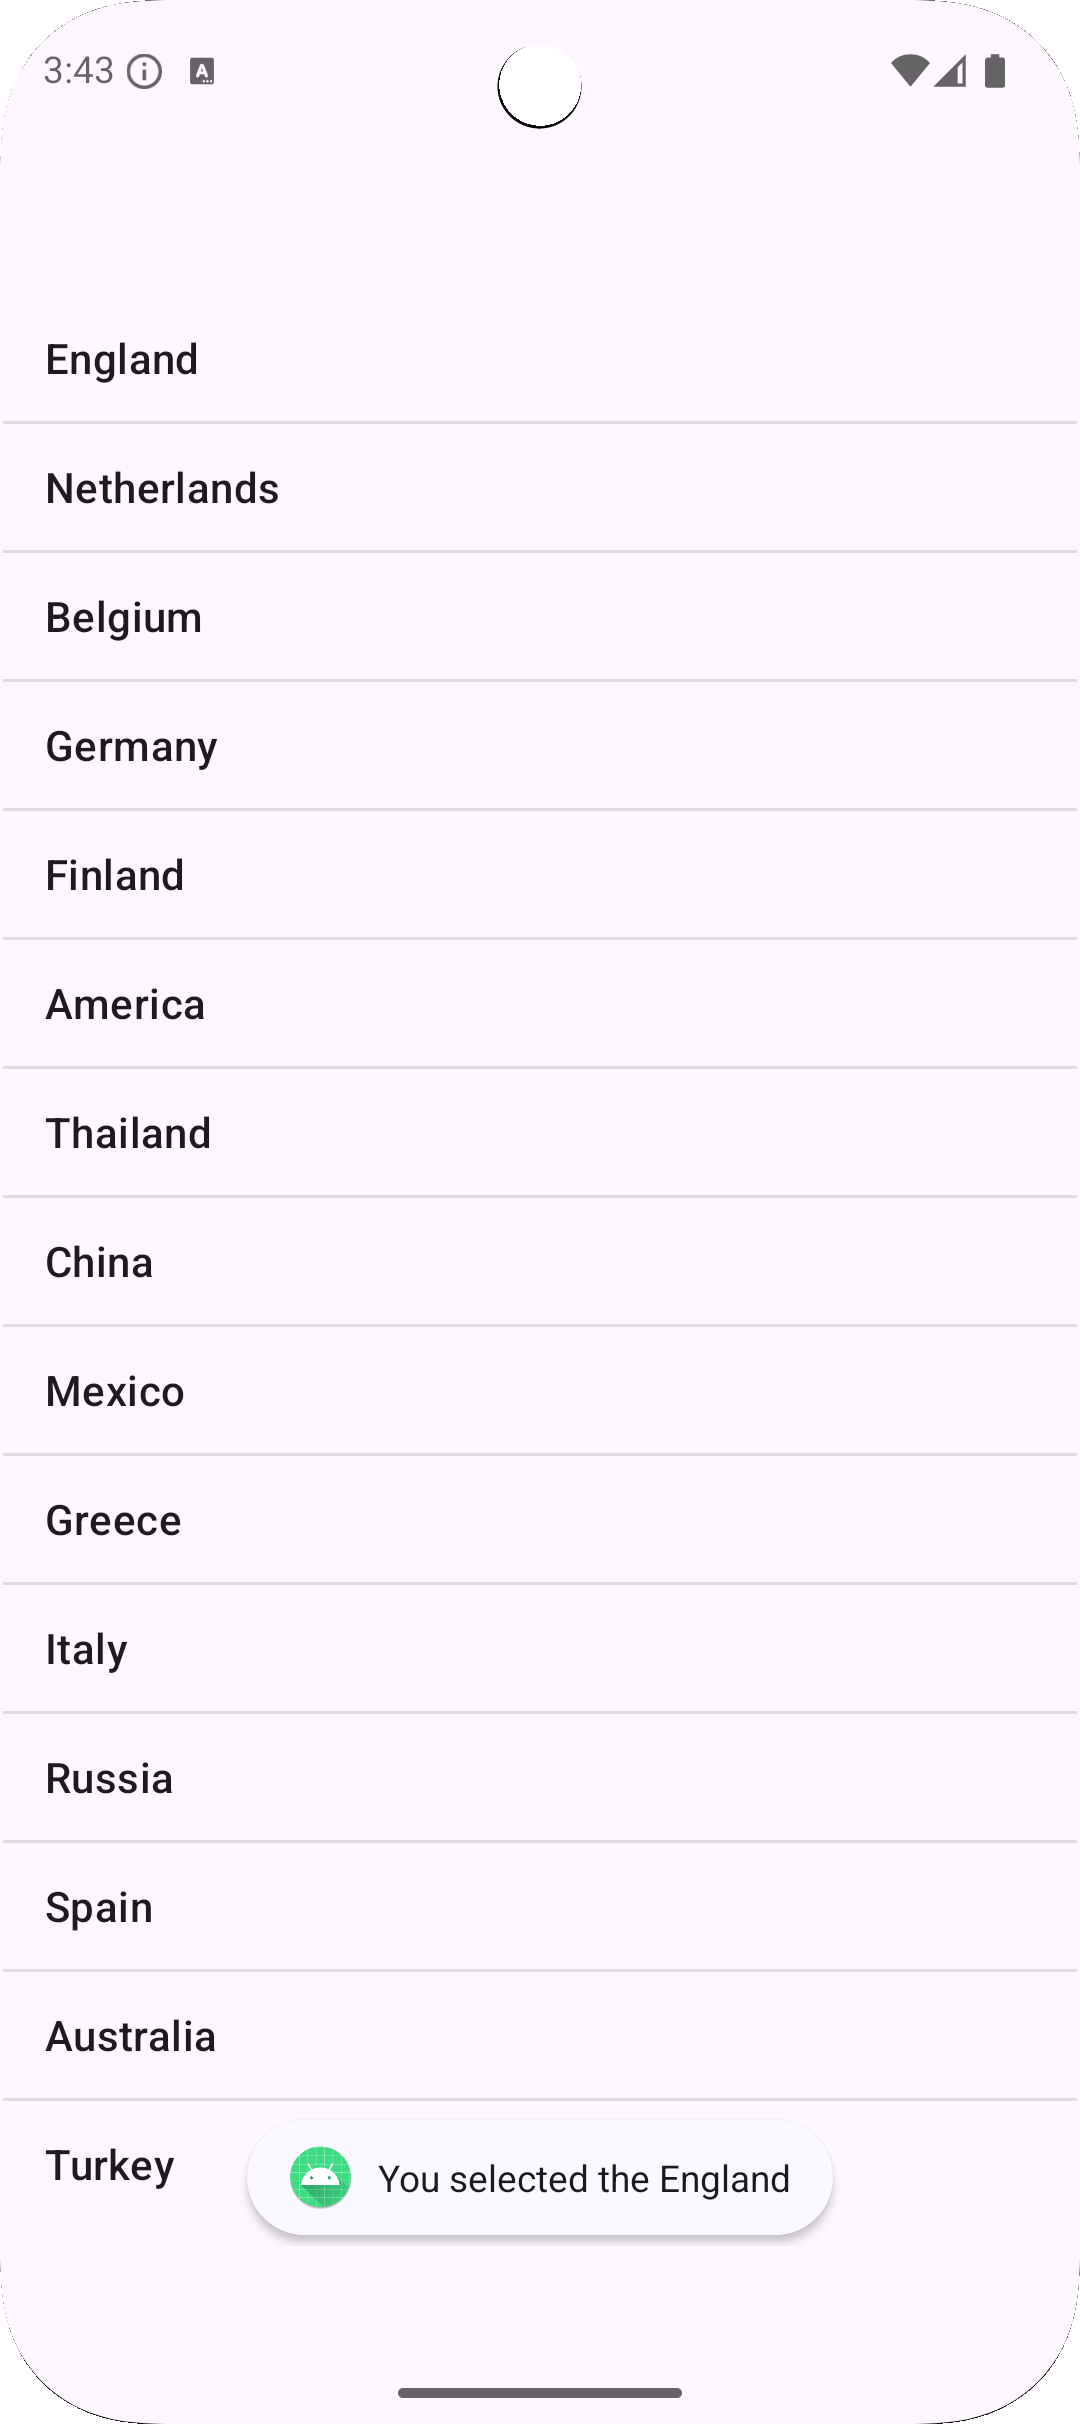 3:43
England
Netherlands
Belgium
Germany
Finland
America
Thailand
China
Mexico
Greece
Italy
Russia
Spain
Australia
Turkey
You selected the England